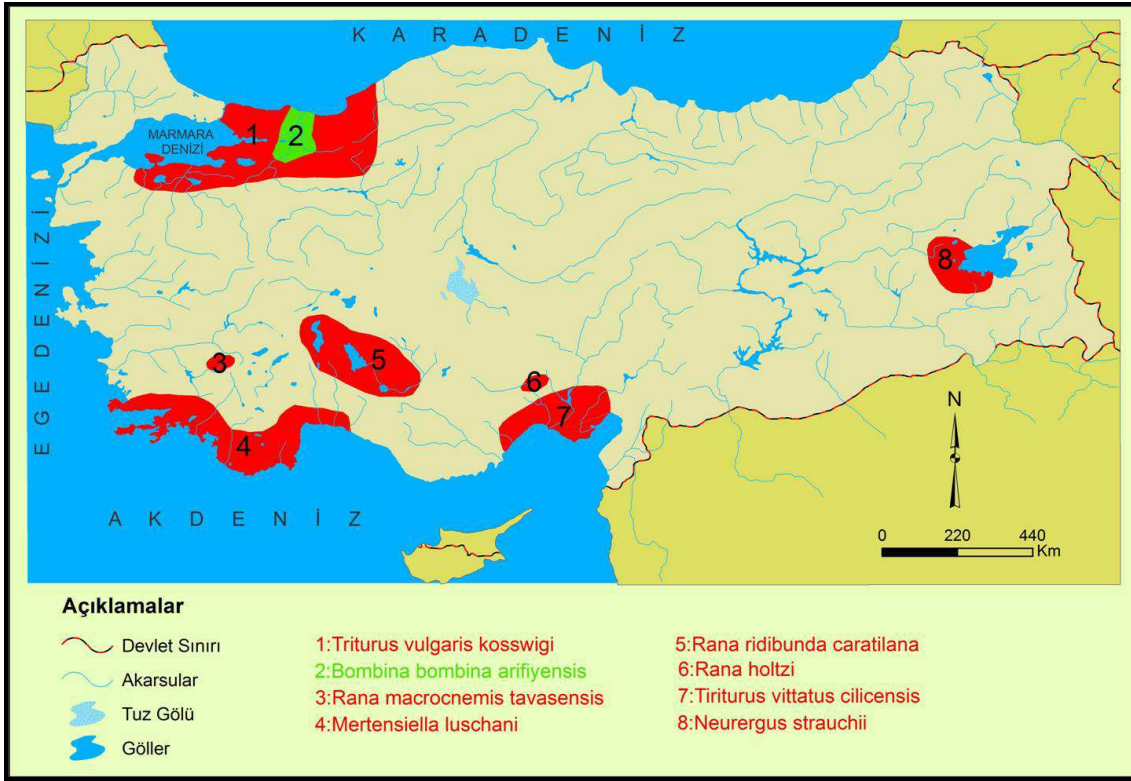 K A R A D E N İ Z
MARMARA
DENİZİ
1
2
E G E D E N İ Z İ
3
4
5
6
7
8
A K D E N İ Z
N
0 220 440
Km
Açıklamalar
Devlet Sınırı
Akarsular
Tuz Gölü
Göller
1:Triturus vulgaris kosswigi
2:Bombina bombina arifiyensis
3:Rana macrocnemis tavasensis
4:Mertensiella luschani
5:Rana ridibunda caratilana
6:Rana holtzi
7:Tiriturus vittatus cilicensis
8:Neurergus strauchii